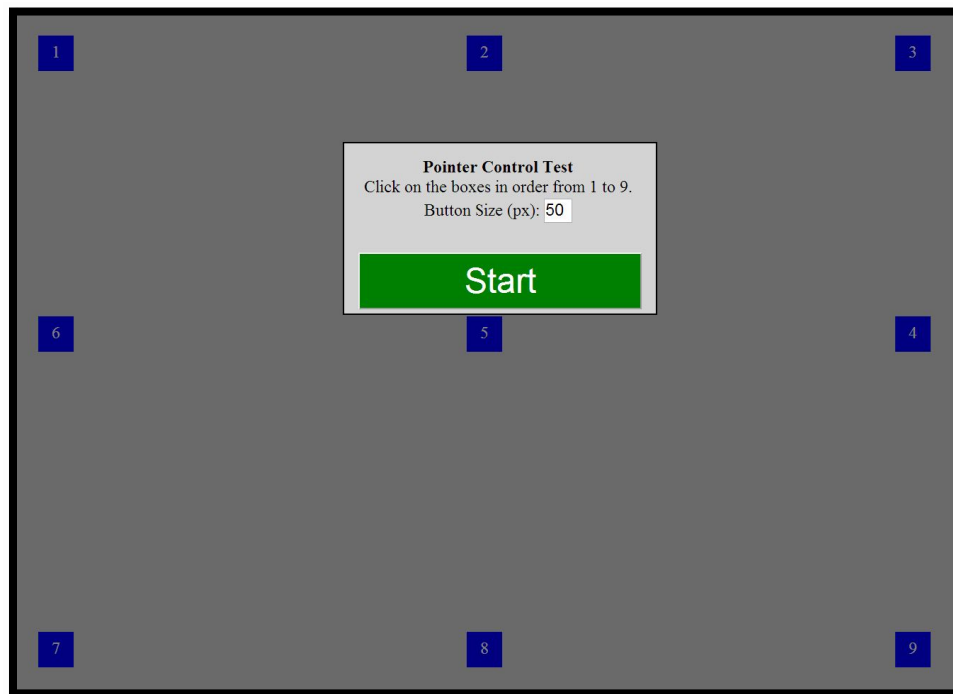 1 2 3
Pointer Control Test
Click on the boxes in order from 1 to 9.
Button Size (px): 50
Start
6 5 4
7 8 9